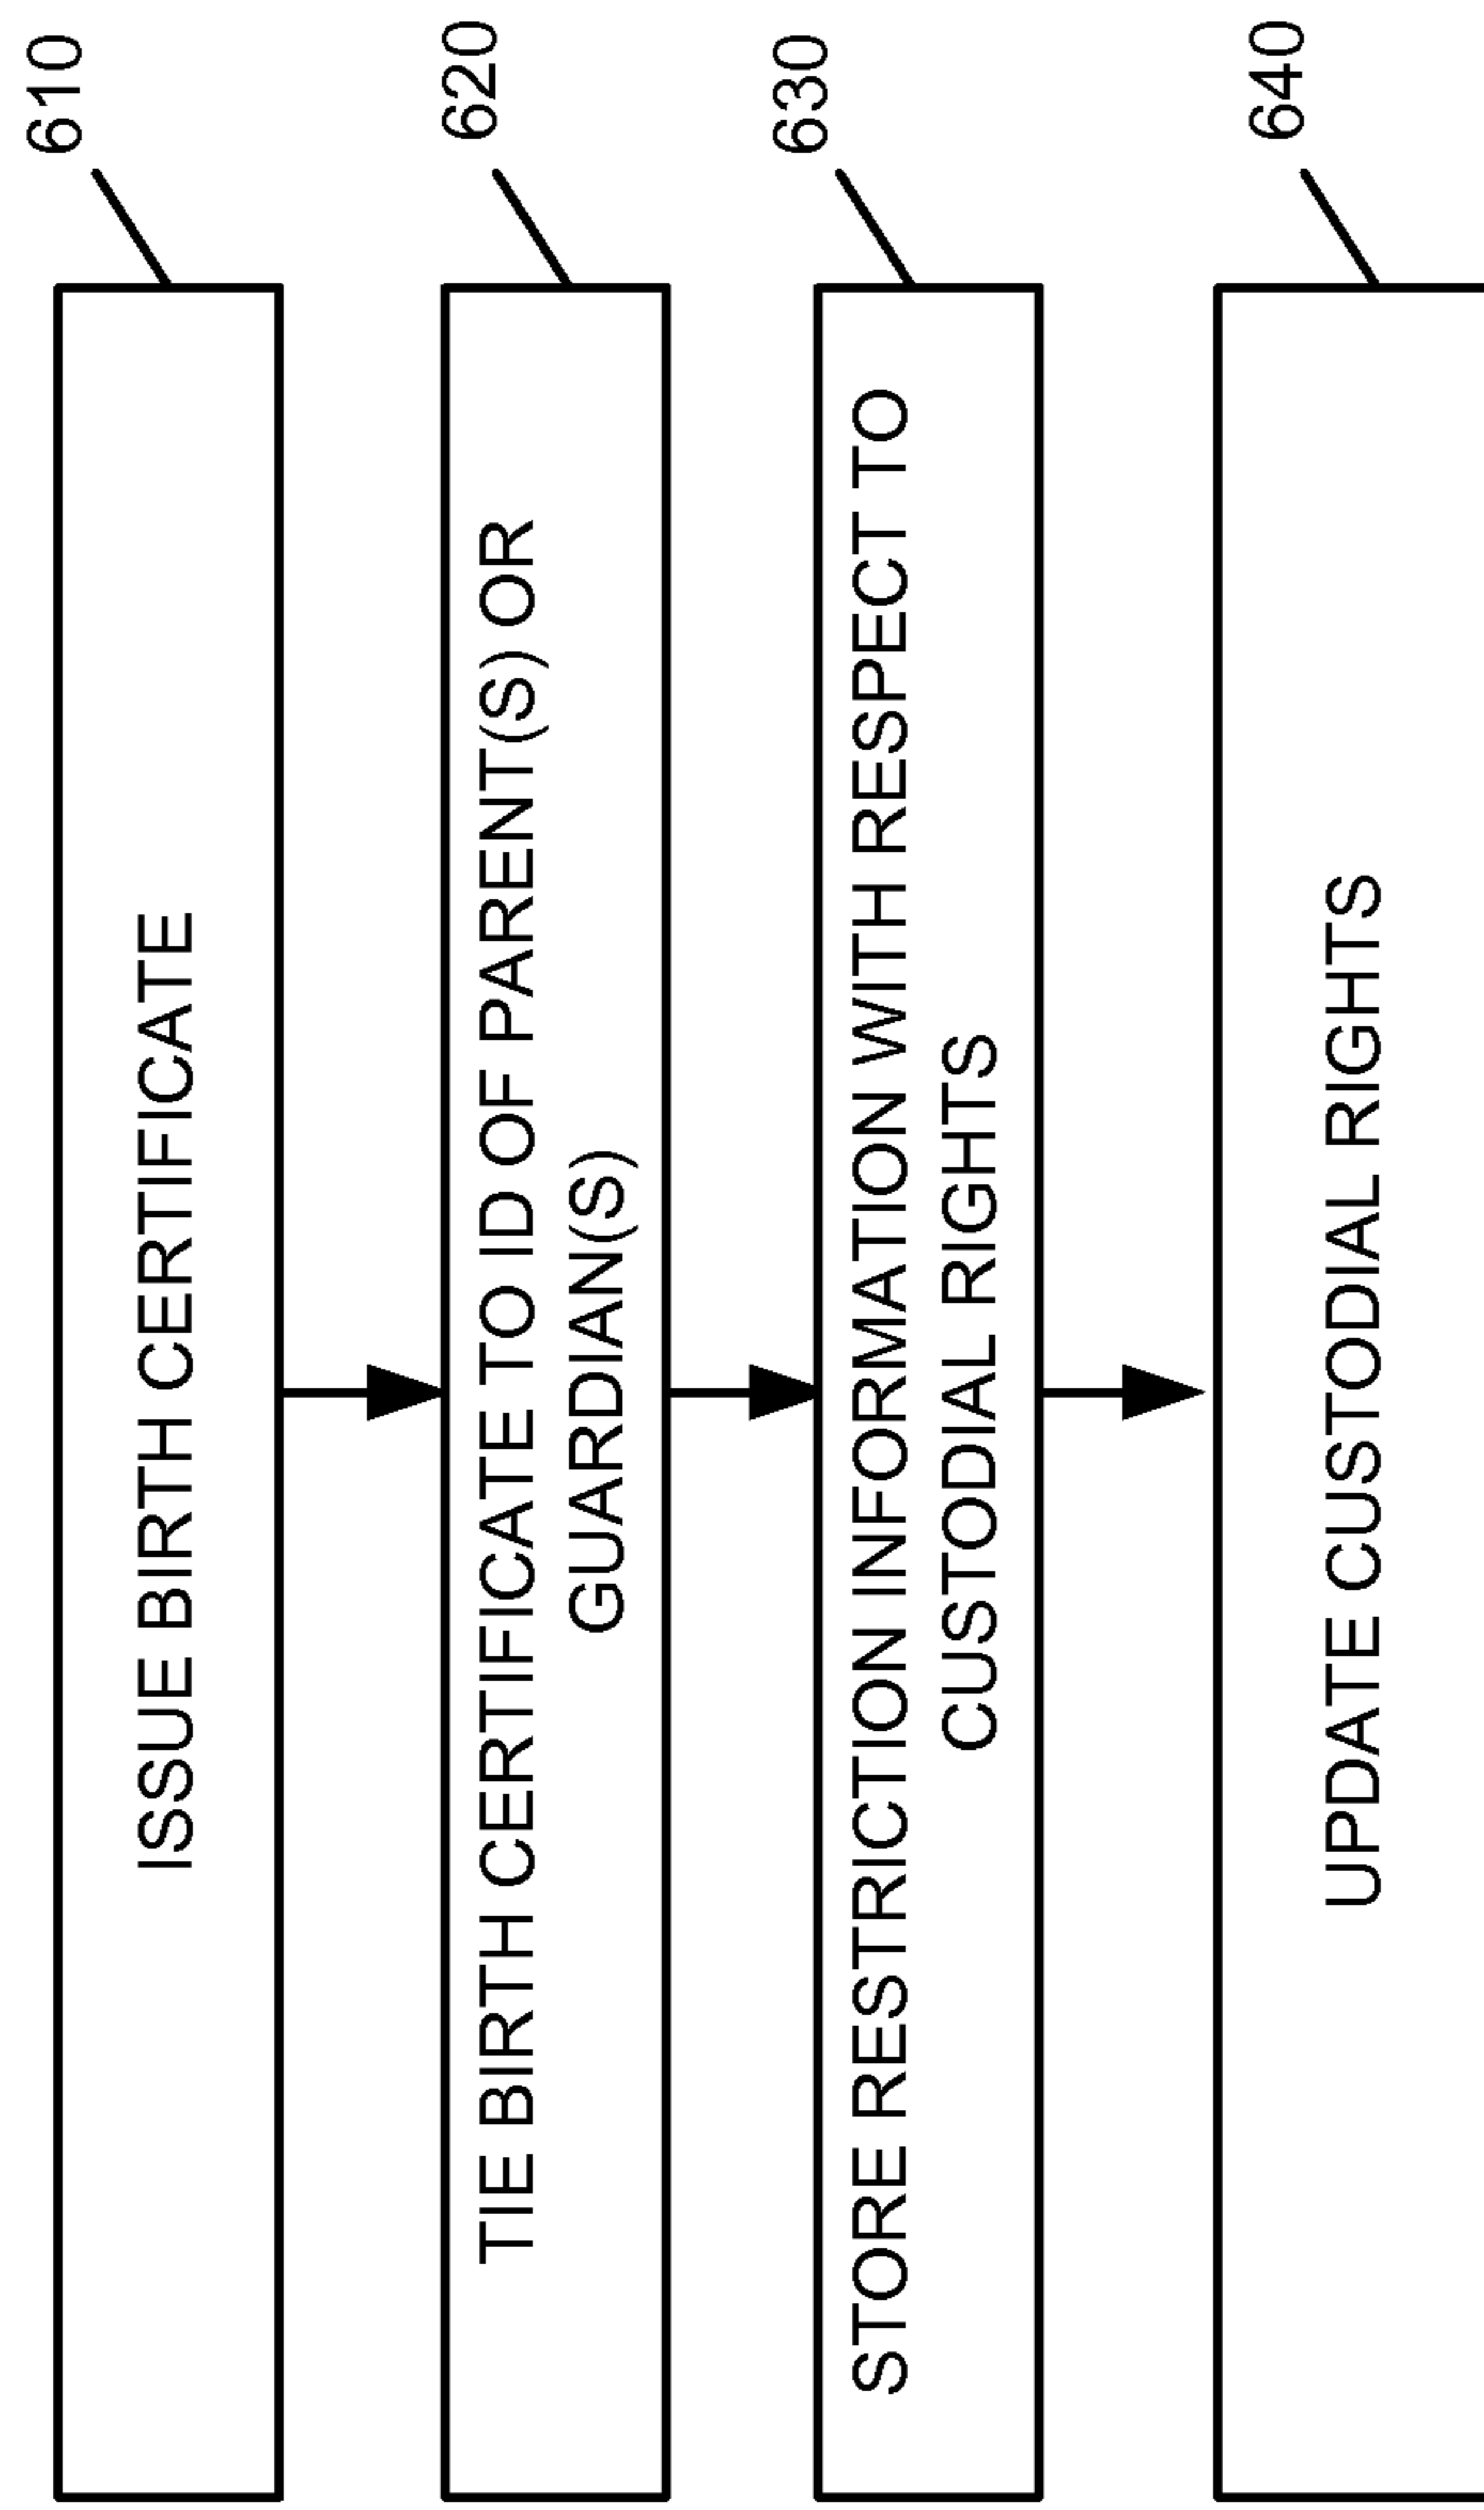 610
ISSUE BIRTH CERTIFICATE
620
TIE BIRTH CERTIFICATE TO ID OF PARENT(S) OR
GUARDIAN(S)
630
STORE RESTRICTION INFORMATION WITH RESPECT TO
CUSTODIAL RIGHTS
640
UPDATE CUSTODIAL RIGHTS